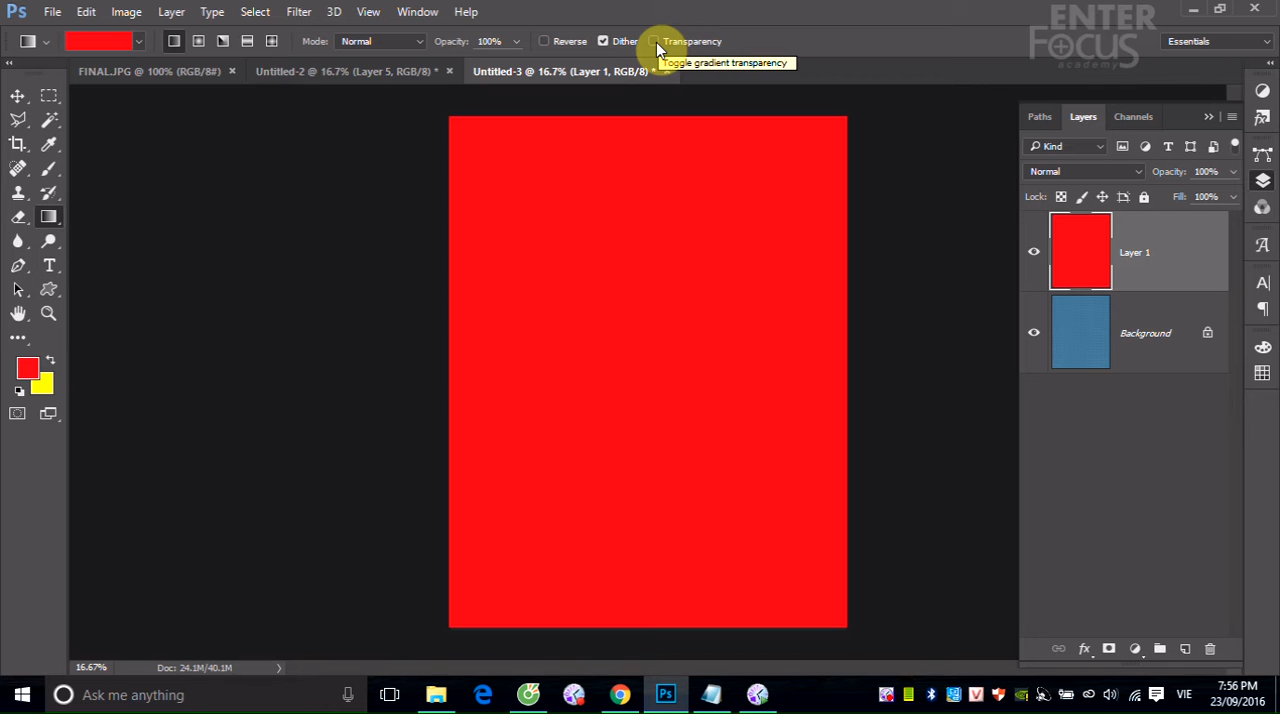 Ps File Edit Image Layer Type Select Filter 3D View Window Help
ENTER
FOCUS
academy
Mode: Normal Opacity: 100% Reverse Dither Transparency Essentials
Toggle gradient transparency
FINAL.JPG @ 100% (RGB/8#) Untitled-2 @ 16.7% (Layer 5, RGB/8) * Untitled-3 @ 16.7% (Layer 1, RGB/8) *
Paths Layers Channels
Kind
Normal Opacity: 100%
Lock: Fill: 100%
Layer 1
Background
16.67% Doc: 24.1M/40.1M
Ask me anything
VIE
7:56 PM
23/09/2016